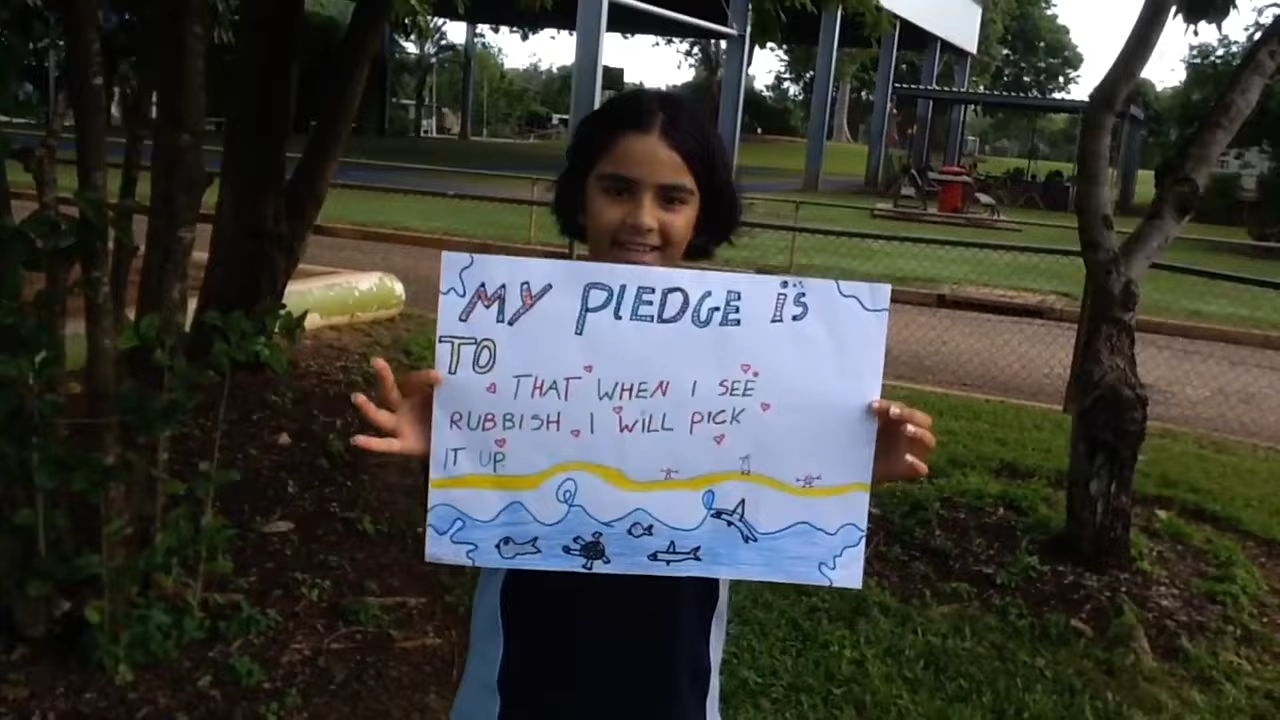 MY PLEDGE IS
TO
THAT WHEN I SEE
RUBBISH I WILL PICK
IT UP